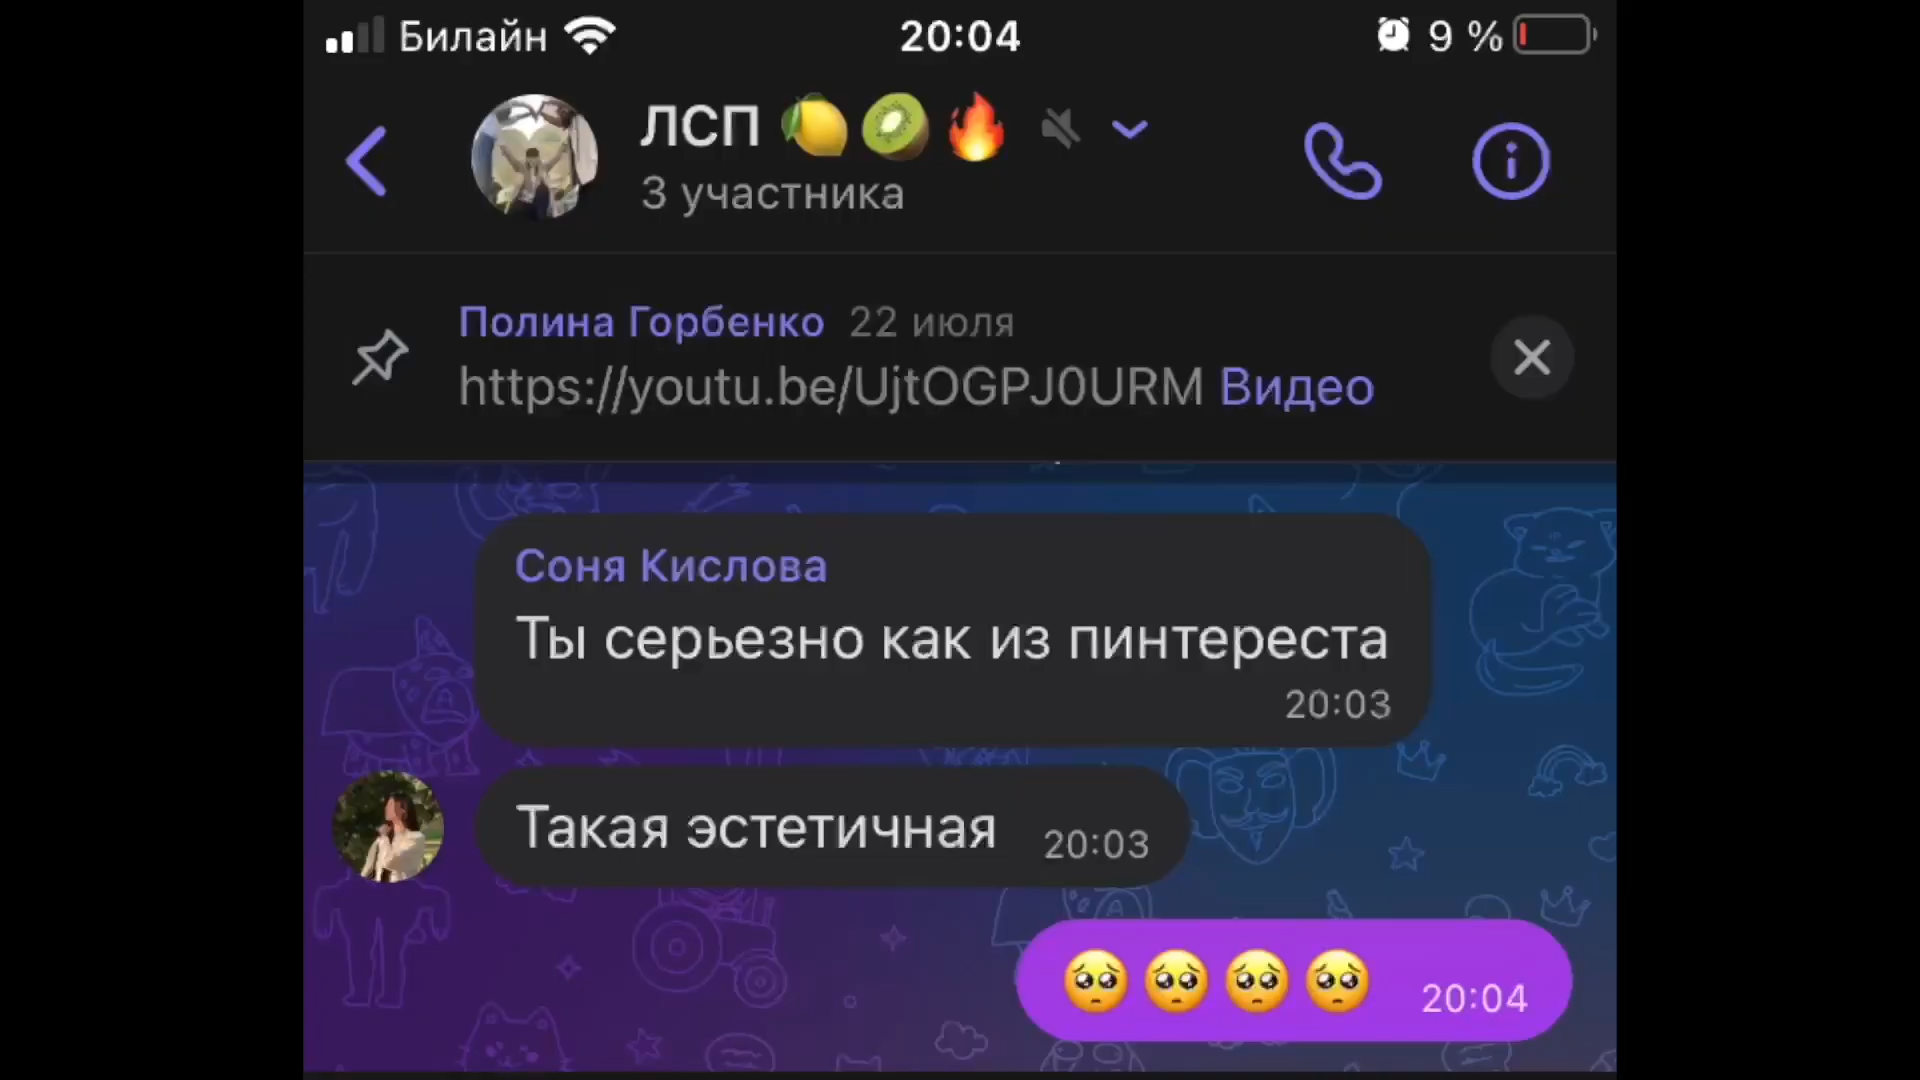 Билайн 20:04 9 %
ЛСП 🍋 🥝 🔥
3 участника
Полина Горбенко 22 июля
https://youtu.be/UjtOGPJ0URM Видео
Соня Кислова
Ты серьезно как из пинтереста
20:03
Такая эстетичная 20:03
🥺 🥺 🥺 🥺 20:04